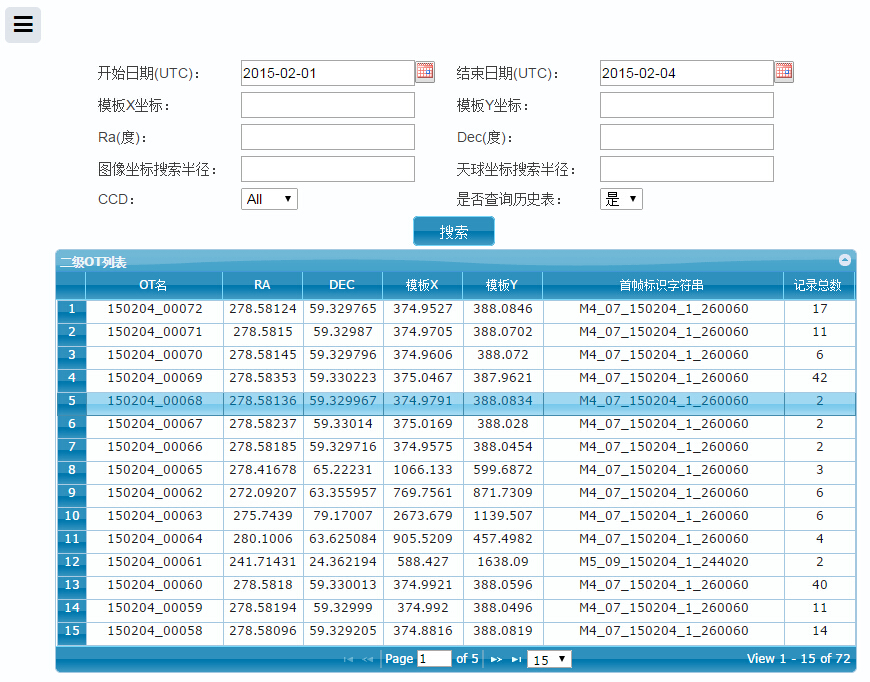 开始日期(UTC)： 2015-02-01 结束日期(UTC)： 2015-02-04
模板X坐标： 模板Y坐标：
Ra(度)： Dec(度)：
图像坐标搜索半径： 天球坐标搜索半径：
CCD： All 是否查询历史表： 是
搜索
二级OT列表
OT名 RA DEC 模板X 模板Y 首帧标识字符串 记录总数
1 150204_00072 278.58124 59.329765 374.9527 388.0846 M4_07_150204_1_260060 17
2 150204_00071 278.5815 59.32987 374.9705 388.0702 M4_07_150204_1_260060 11
3 150204_00070 278.58145 59.329796 374.9606 388.072 M4_07_150204_1_260060 6
4 150204_00069 278.58353 59.330223 375.0467 387.9621 M4_07_150204_1_260060 42
5 150204_00068 278.58136 59.329967 374.9791 388.0834 M4_07_150204_1_260060 2
6 150204_00067 278.58237 59.33014 375.0169 388.028 M4_07_150204_1_260060 2
7 150204_00066 278.58185 59.329716 374.9575 388.0454 M4_07_150204_1_260060 2
8 150204_00065 278.41678 65.22231 1066.133 599.6872 M4_07_150204_1_260060 3
9 150204_00064 272.09207 63.355957 769.7561 871.7309 M4_07_150204_1_260060 6
10 150204_00063 275.7439 79.17007 2673.679 1139.507 M4_07_150204_1_260060 6
11 150204_00064 280.1006 63.625084 905.5209 457.4982 M4_07_150204_1_260060 4
12 150204_00061 241.71431 24.362194 588.427 1638.09 M5_09_150204_1_244020 2
13 150204_00060 278.5818 59.330013 374.9921 388.0596 M4_07_150204_1_260060 40
14 150204_00059 278.58194 59.32999 374.992 388.0496 M4_07_150204_1_260060 11
15 150204_00058 278.58096 59.329205 374.8816 388.0819 M4_07_150204_1_260060 14
Page 1 of 5 15 View 1 - 15 of 72